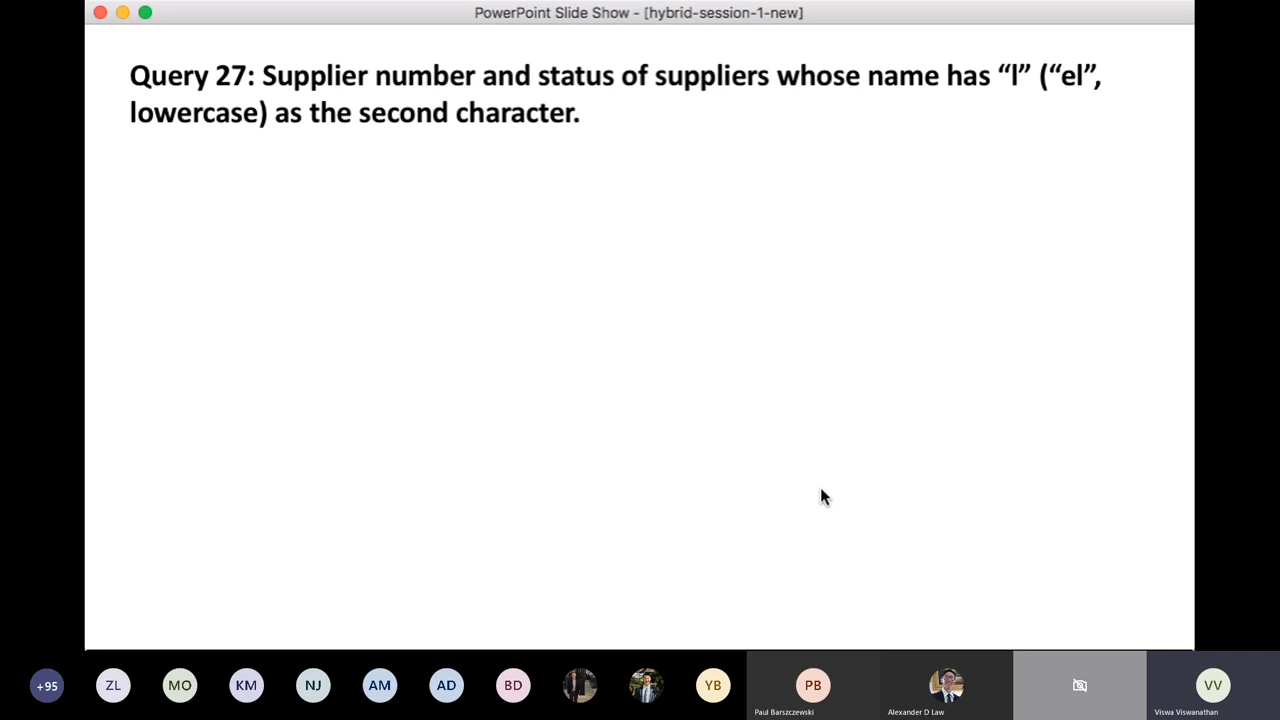 PowerPoint Slide Show - [hybrid-session-1-new]
Query 27: Supplier number and status of suppliers whose name has “l” (“el”,
lowercase) as the second character.
+95
ZL
MO
KM
NJ
AM
AD
BD
YB
PB
VV
Paul Barszczewski
Alexander D Law
Viswa Viswanathan